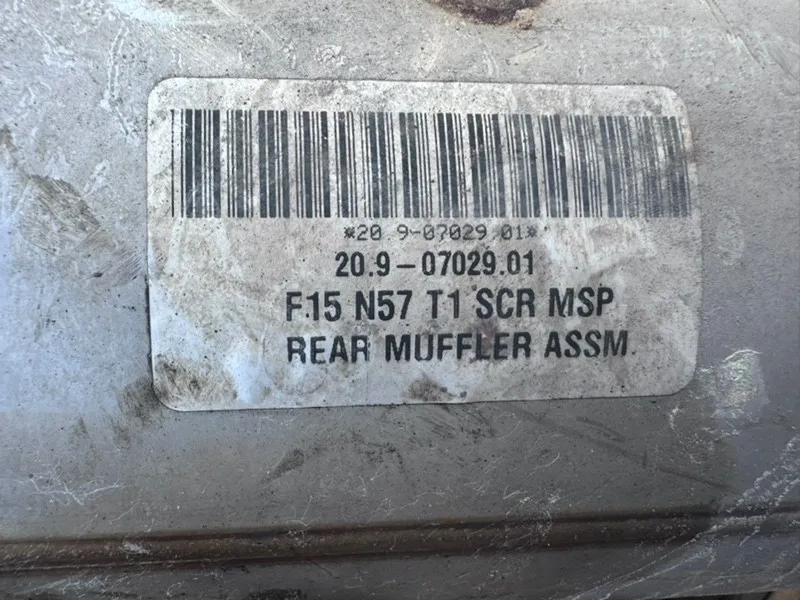 *20.9-07029.01*
20.9-07029.01
F15 N57 T1 SCR MSP
REAR MUFFLER ASSM.